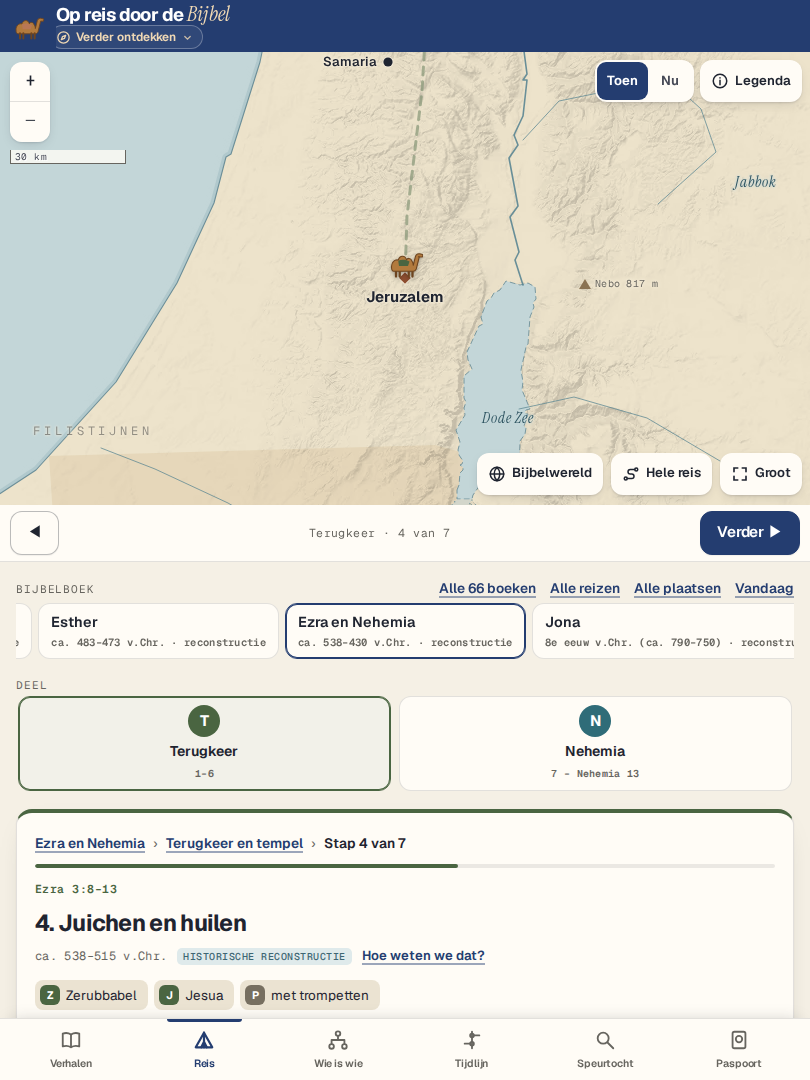 Op reis door de Bijbel
Verder ontdekken
Samaria
+
−
30 km
Toen
Nu
Legenda
Jabbok
Nebo 817 m
Jeruzalem
FILISTIJNEN
Dode Zee
Bijbelwereld
Hele reis
Groot
Terugkeer · 4 van 7
Verder
BIJBELBOEK
Alle 66 boeken Alle reizen Alle plaatsen Vandaag
Esther
ca. 483–473 v.Chr. · reconstructie
Ezra en Nehemia
ca. 538–430 v.Chr. · reconstructie
Jona
8e eeuw v.Chr. (ca. 790–750) · reconstru
DEEL
T
Terugkeer
1–6
N
Nehemia
7 – Nehemia 13
Ezra en Nehemia › Terugkeer en tempel › Stap 4 van 7
Ezra 3:8–13
4. Juichen en huilen
ca. 538–515 v.Chr. HISTORISCHE RECONSTRUCTIE Hoe weten we dat?
Z Zerubbabel J Jesua P met trompetten
Verhalen Reis Wie is wie Tijdlijn Speurtocht Paspoort